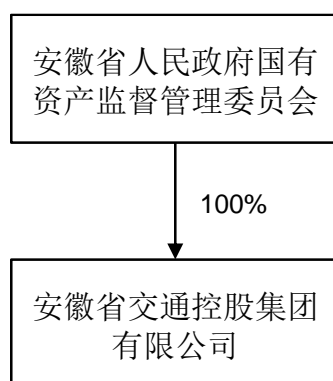 安徽省人民政府国有
资产监督管理委员会
100%
安徽省交通控股集团
有限公司